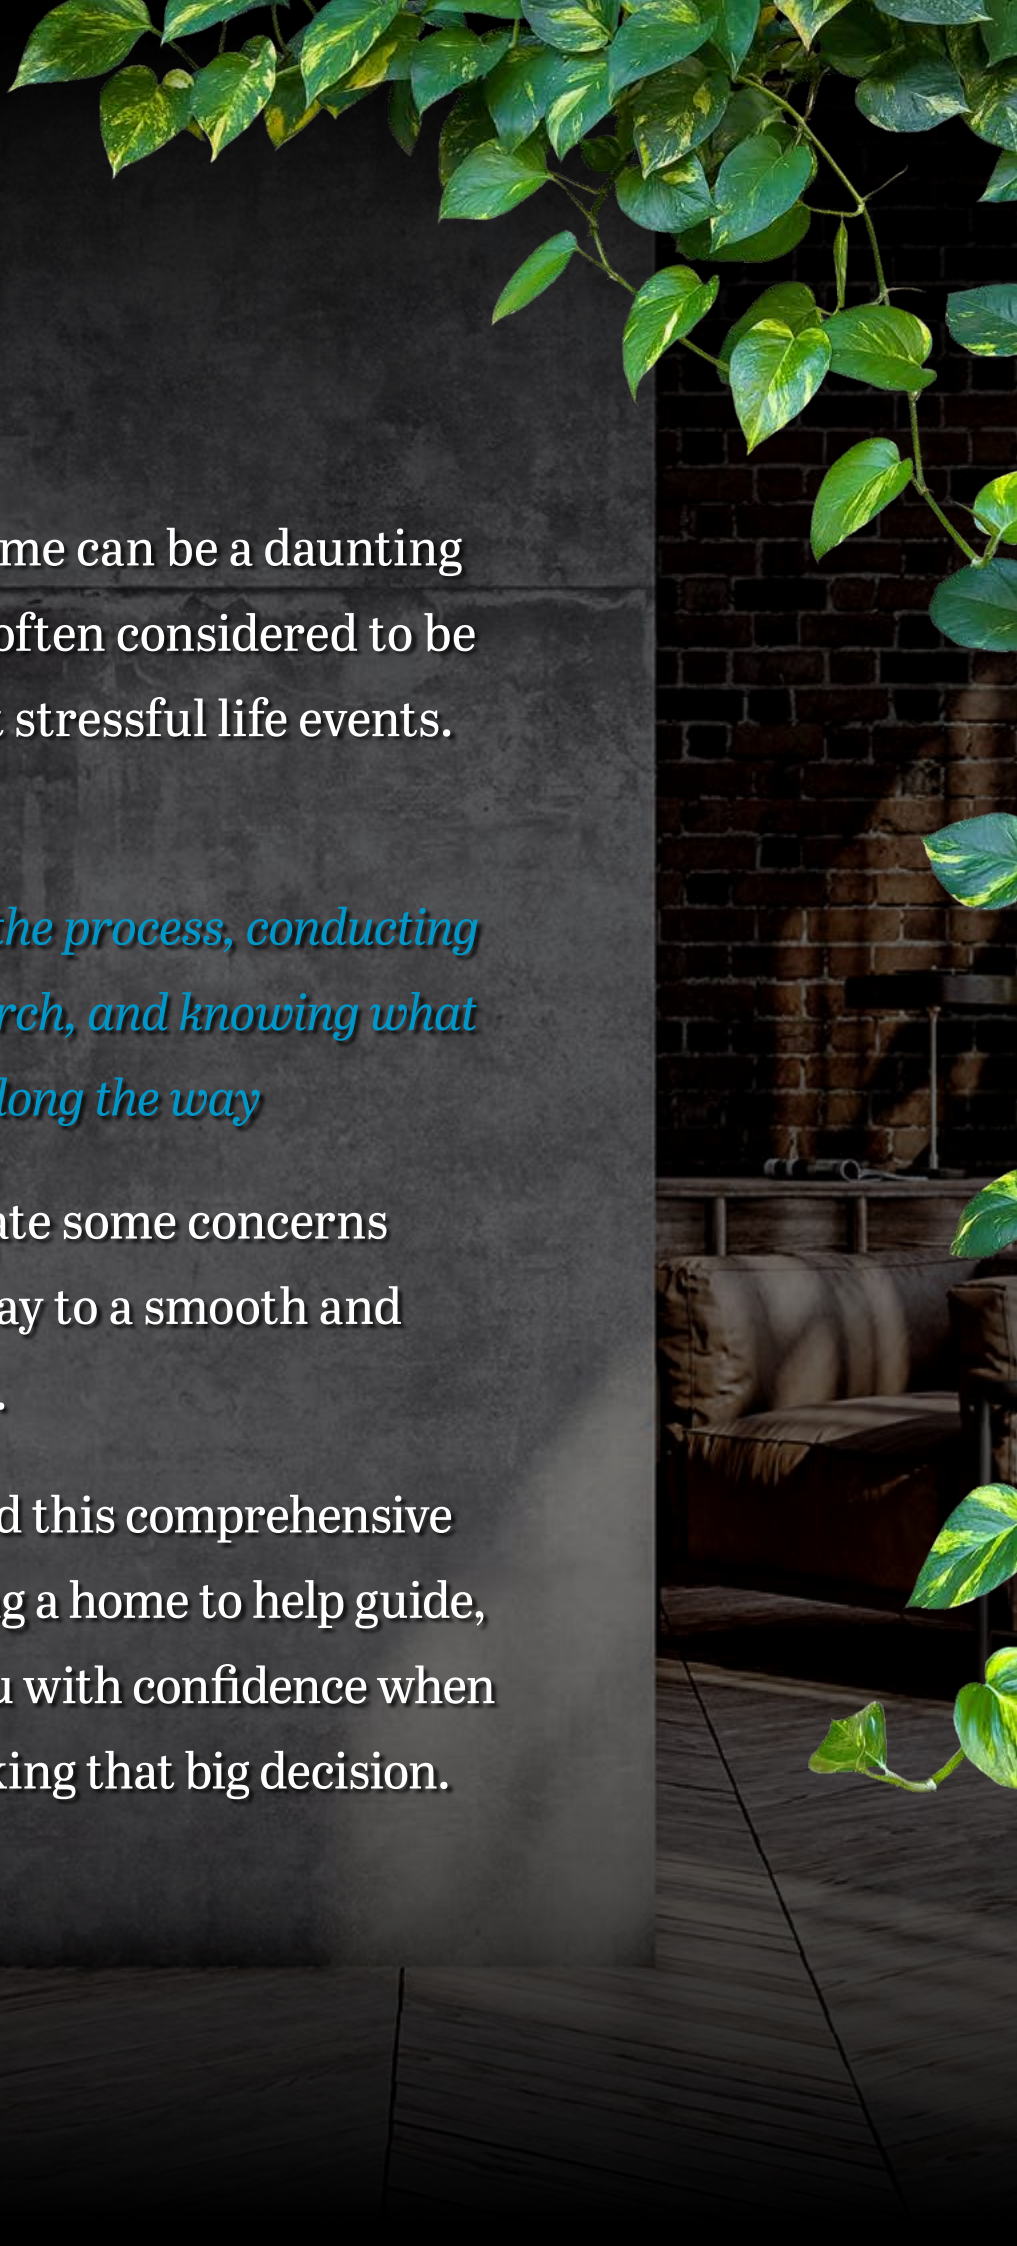 me can be a daunting
often considered to be
stressful life events.
the process, conducting
rch, and knowing what
long the way
ate some concerns
ay to a smooth and
.
d this comprehensive
g a home to help guide,
u with confidence when
king that big decision.